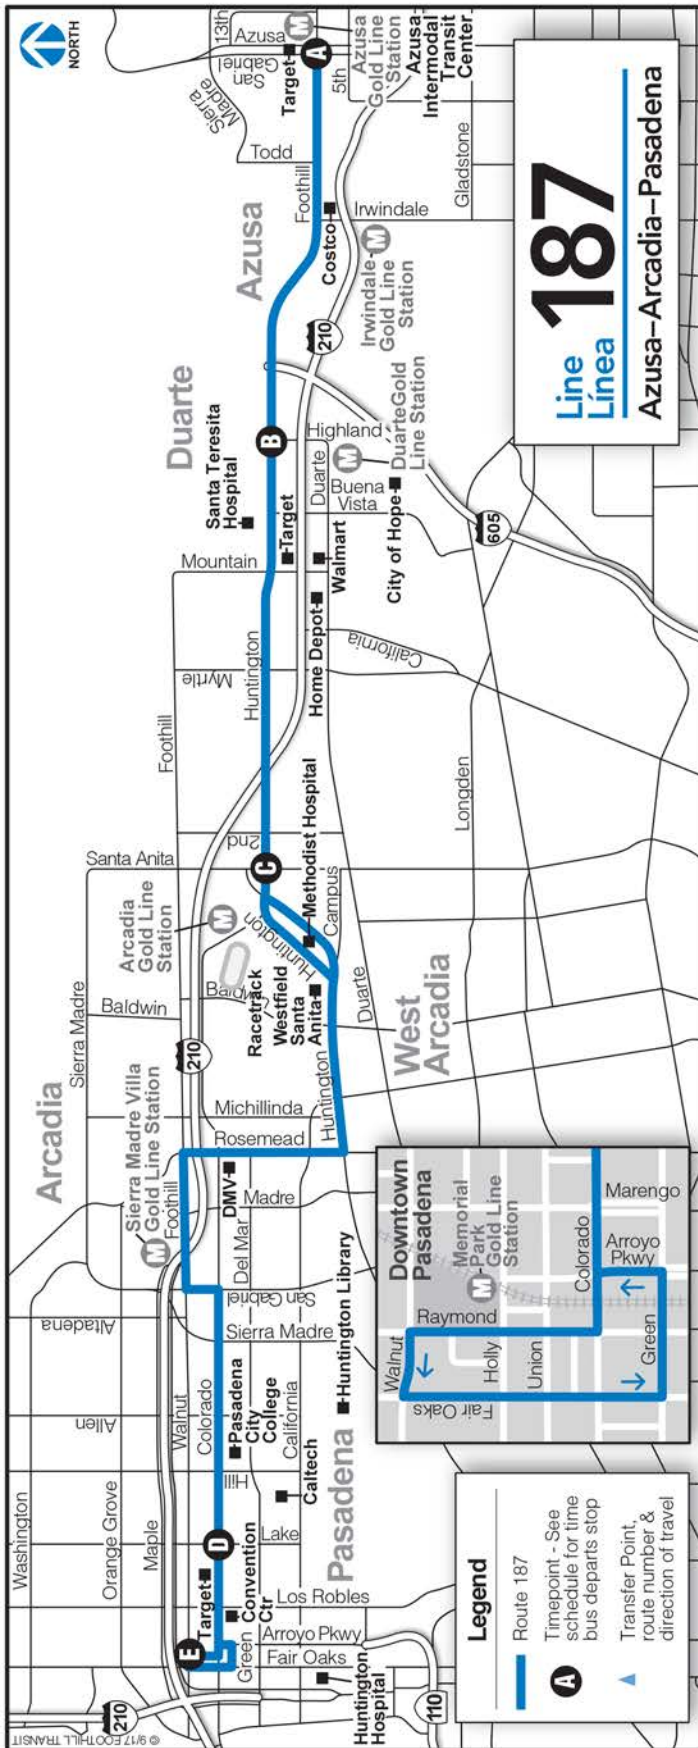 NORTH
Line
Línea
187
Azusa–Arcadia–Pasadena
13th
Azusa
San
Gabriel
Sierra
Madre
Target
Todd
Foothill
5th
Azusa
Gold Line
Station
Azusa
Intermodal
Transit
Center
Gladstone
Azusa
Irwindale
Costco
Irwindale
Gold Line
Station
210
Duarte
Highland
Duarte
DuarteGold
Line Station
Buena
Vista
City of Hope
605
Santa Teresita
Hospital
Target
Walmart
Mountain
Home Depot
Huntington
Myrtle
California
Foothill
Longden
2nd
Santa Anita
Methodist Hospital
Campus
Arcadia
Gold Line
Station
Huntington
Racetrack
Baldwin
Westfield
Santa
Anita
Duarte
West
Arcadia
Baldwin
Sierra Madre
210
Arcadia
Michillinda
Rosemead
Huntington
Sierra Madre Villa
Gold Line Station
Foothill
DMV
Madre
Del Mar
San Gabriel
Sierra Madre
Huntington Library
Altadena
Allen
Walnut
Colorado
Pasadena
City
College
California
Hill
Caltech
Pasadena
Lake
Washington
Orange Grove
Maple
Target
Convention
Ctr
Los Robles
Arroyo Pkwy
Green
Fair Oaks
Huntington
Hospital
210
110
A
B
C
D
E
M
M
M
M
M
© 9/17 FOOTHILL TRANSIT
Downtown
Pasadena
M
Memorial
Park
Gold Line
Station
Marengo
Colorado
Arroyo
Pkwy
Raymond
Walnut
Holly
Union
Green
Fair Oaks
Legend
Route 187
A
Timepoint - See
schedule for time
bus departs stop
Transfer Point,
route number &
direction of travel